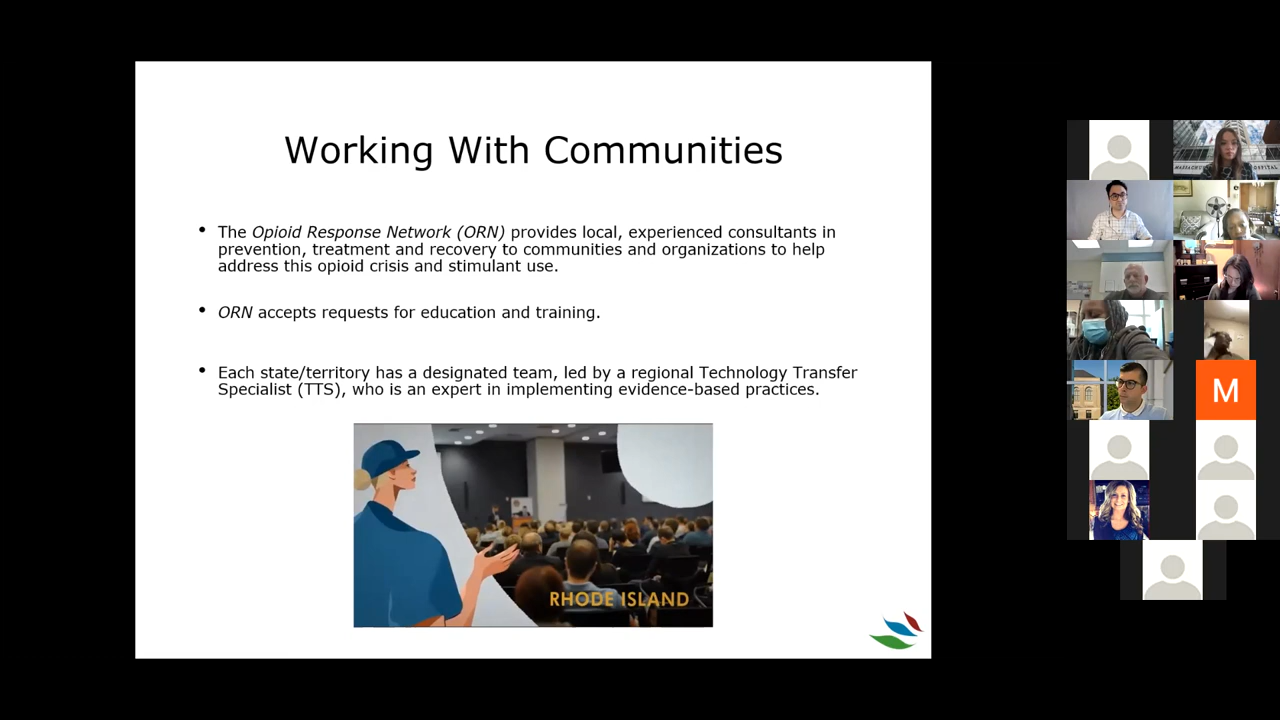 Working With Communities
• The Opioid Response Network (ORN) provides local, experienced consultants in
prevention, treatment and recovery to communities and organizations to help
address this opioid crisis and stimulant use.
• ORN accepts requests for education and training.
• Each state/territory has a designated team, led by a regional Technology Transfer
Specialist (TTS), who is an expert in implementing evidence-based practices.
RHODE ISLAND
M